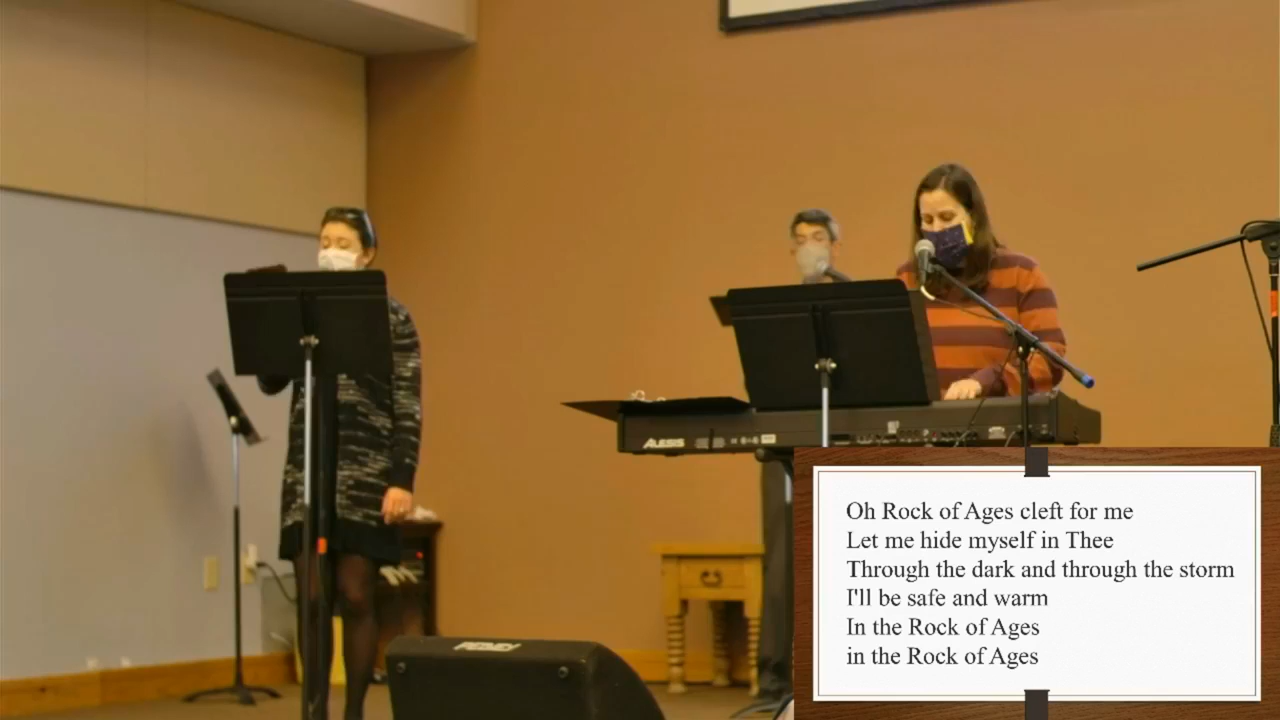 ALESIS
PEAVEY
Oh Rock of Ages cleft for me
Let me hide myself in Thee
Through the dark and through the storm
I'll be safe and warm
In the Rock of Ages
in the Rock of Ages